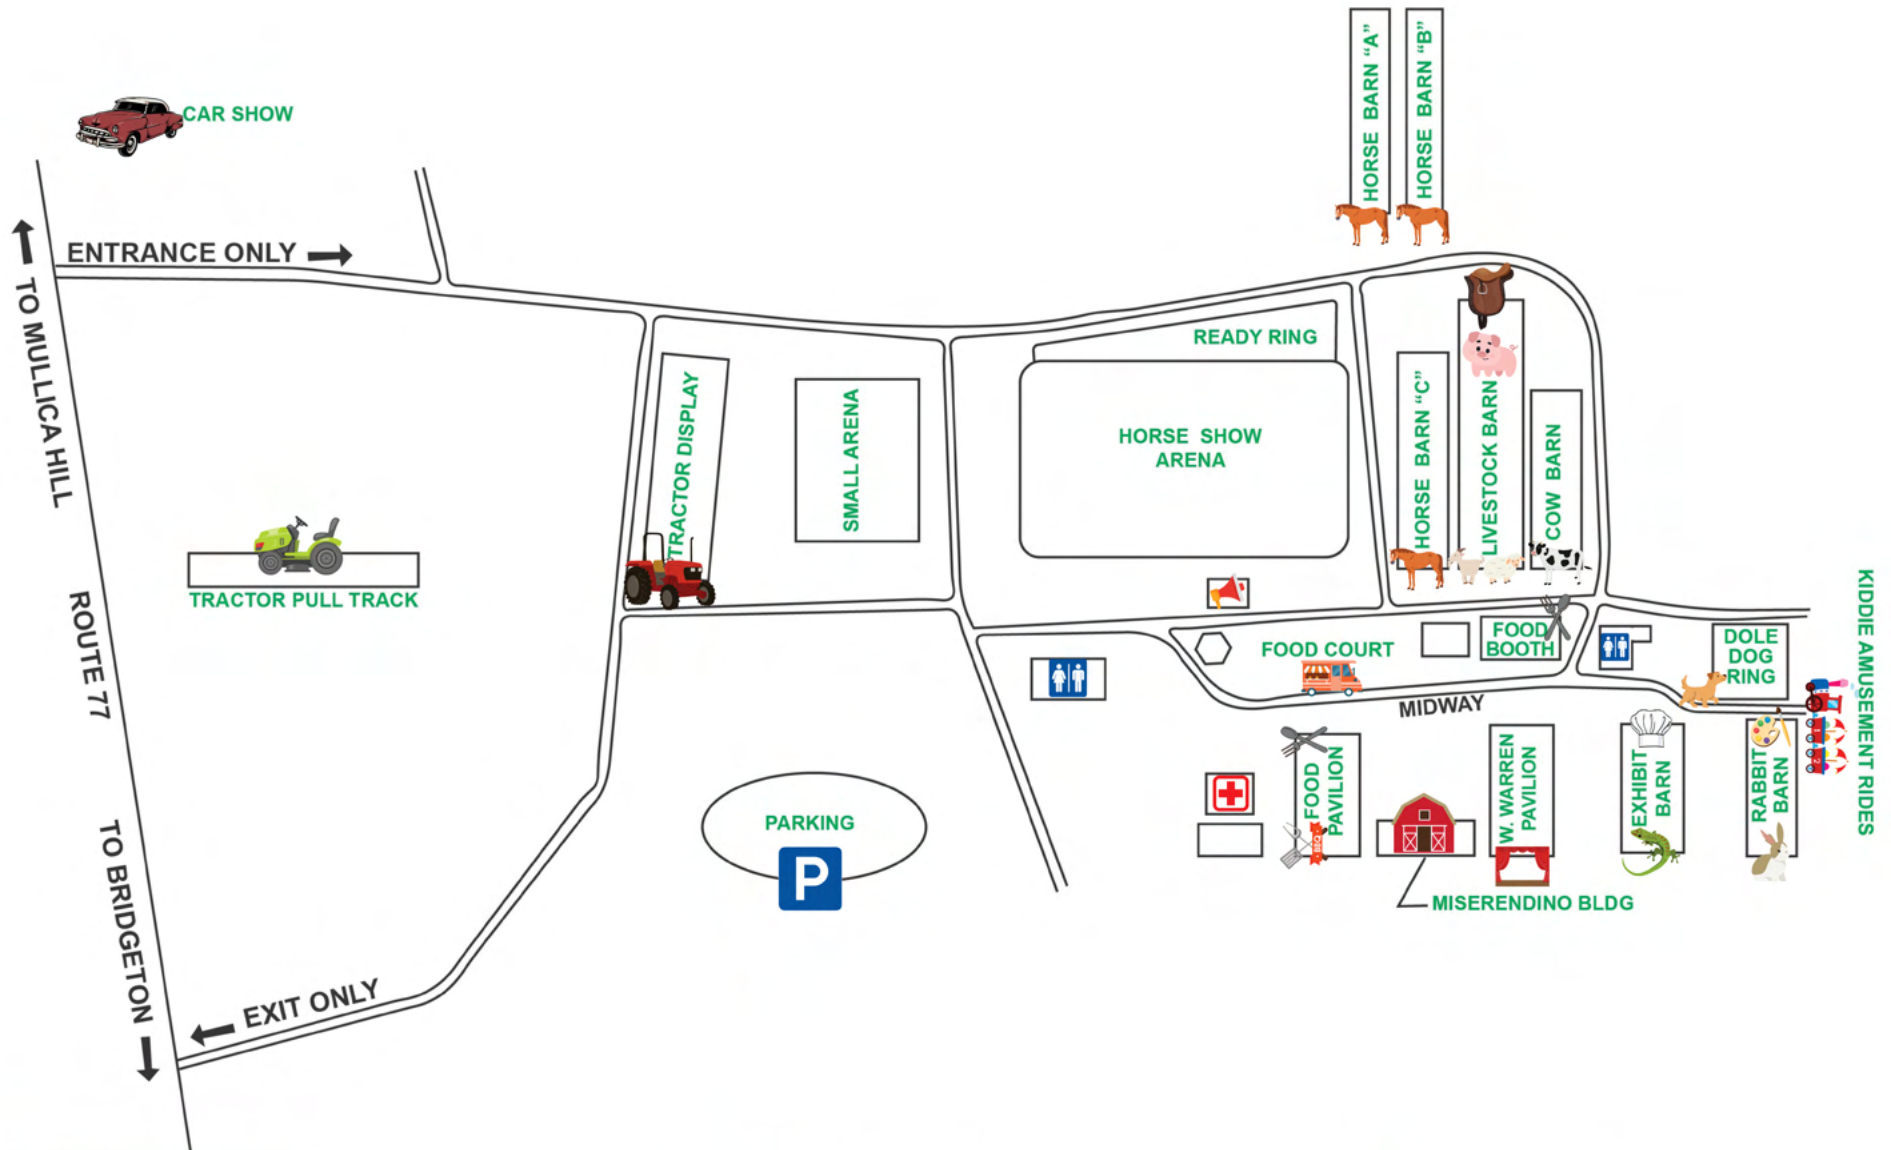 HORSE BARN "A"
HORSE BARN "B"
CAR SHOW
ENTRANCE ONLY
TO MULLICA HILL
READY RING
HORSE SHOW
ARENA
TRACTOR DISPLAY
SMALL ARENA
HORSE BARN "C"
LIVESTOCK BARN
COW BARN
TRACTOR PULL TRACK
ROUTE 77
FOOD COURT
FOOD
BOOTH
DOLE
DOG
RING
KIDDIE AMUSEMENT RIDES
MIDWAY
1
2
FOOD
PAVILION
BBQ
W. WARREN
PAVILION
EXHIBIT
BARN
RABBIT
BARN
PARKING
P
MISERENDINO BLDG
TO BRIDGETON
EXIT ONLY